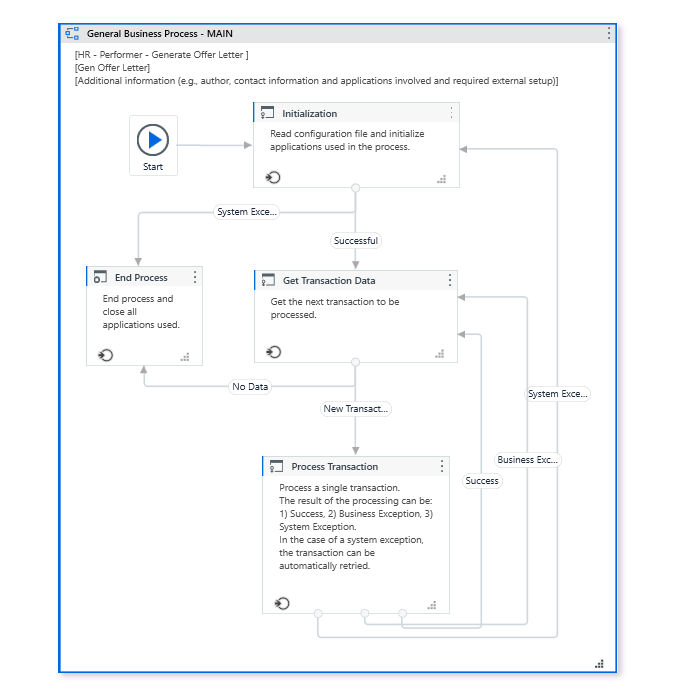 General Business Process - MAIN
[HR - Performer - Generate Offer Letter ]
[Gen Offer Letter]
[Additional information (e.g., author, contact information and applications involved and required external setup)]
Start
Initialization
Read configuration file and initialize
applications used in the process.
System Exce...
Successful
End Process
End process and
close all
applications used.
Get Transaction Data
Get the next transaction to be
processed.
No Data
New Transact...
System Exce...
Business Exc...
Success
Process Transaction
Process a single transaction.
The result of the processing can be:
1) Success, 2) Business Exception, 3)
System Exception.
In the case of a system exception,
the transaction can be
automatically retried.